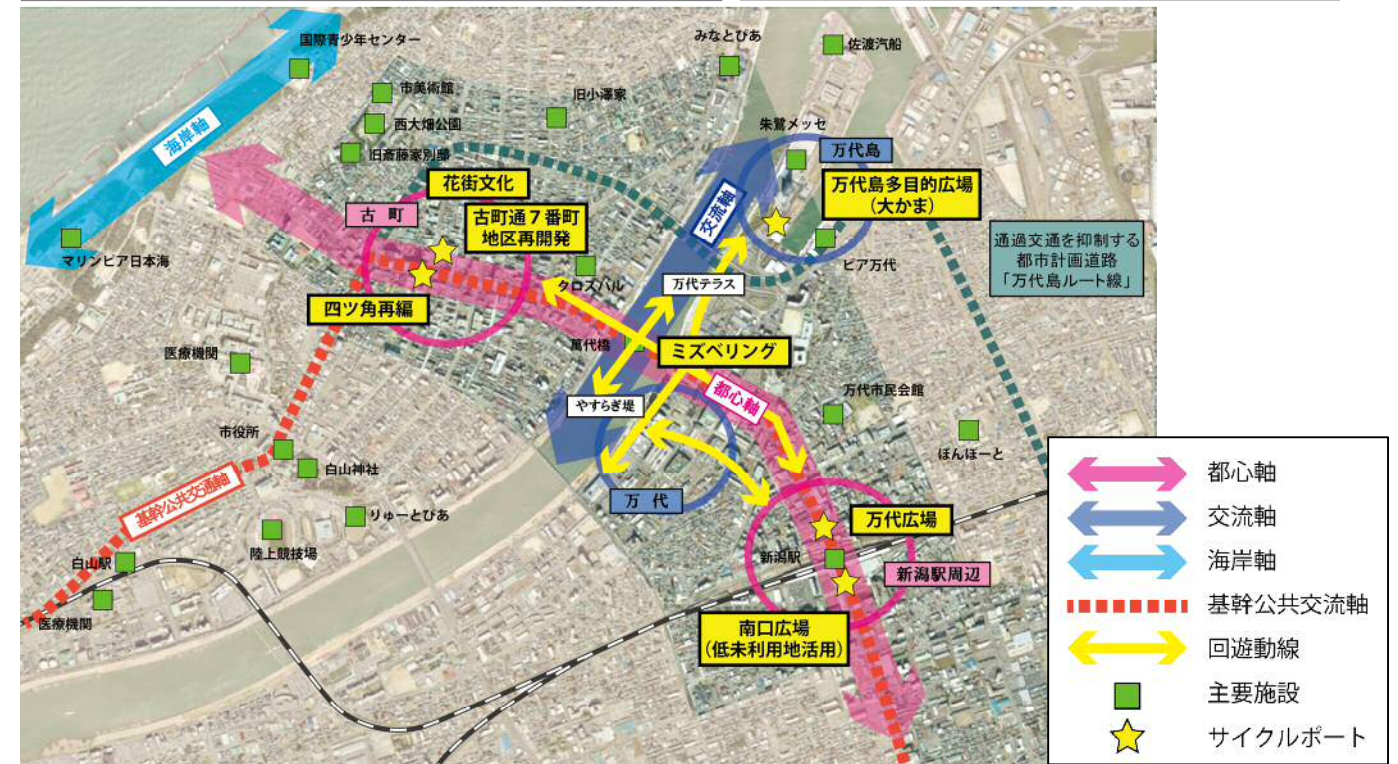 国際青少年センター
みなとぴあ
佐渡汽船
市美術館
旧小澤家
西大畑公園
朱鷺メッセ
海岸軸
旧斎藤家別邸
万代島
花街文化
万代島多目的広場
(大かま)
古 町
古町通7番町
地区再開発
交流軸
マリンピア日本海
ピア万代
通過交通を抑制する
都市計画道路
「万代島ルート線」
クロスパル
万代テラス
四ツ角再編
萬代橋
ミズベリング
医療機関
都心軸
やすらぎ堤
万代市民会館
市役所
ぽんぽーと
白山神社
基幹公共交通軸
万 代
りゅーとぴあ
万代広場
陸上競技場
白山駅
新潟駅
新潟駅周辺
医療機関
南口広場
(低未利用地活用)
都心軸
交流軸
海岸軸
基幹公共交流軸
回遊動線
主要施設
サイクルポート